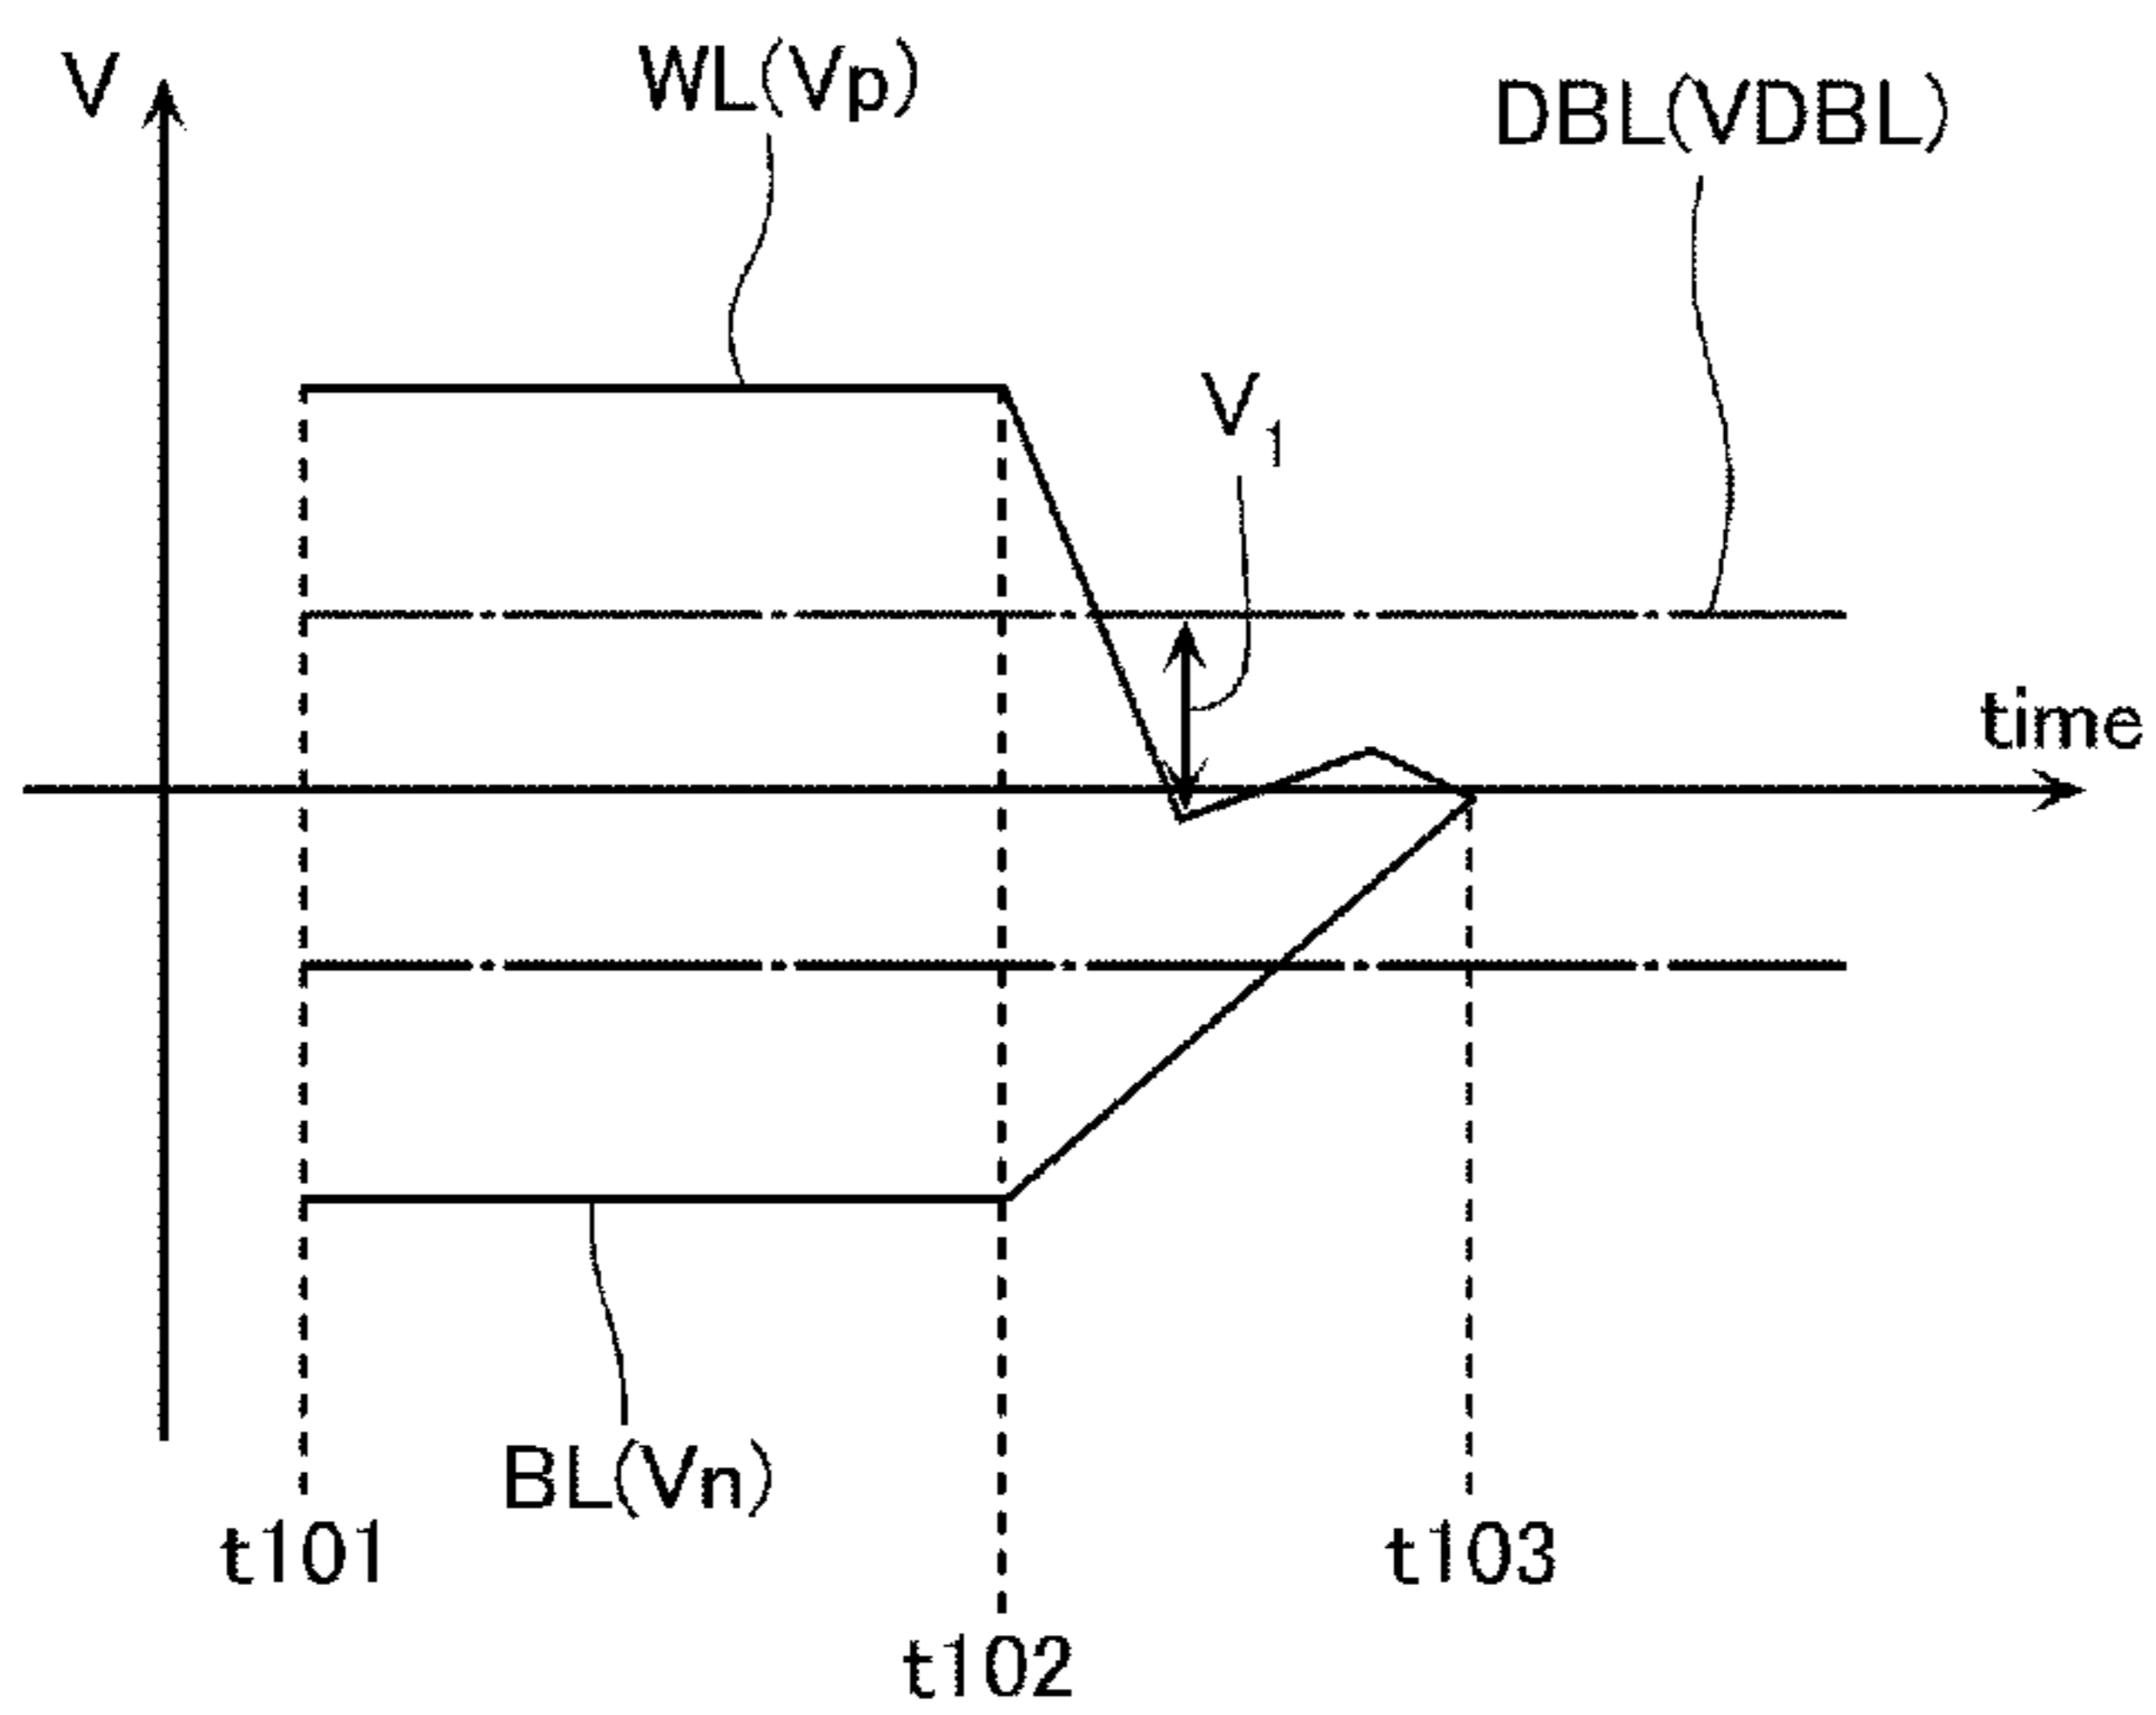 V
WL(Vp)
DBL(VDBL)
V1
time
BL(Vn)
t101
t103
t102